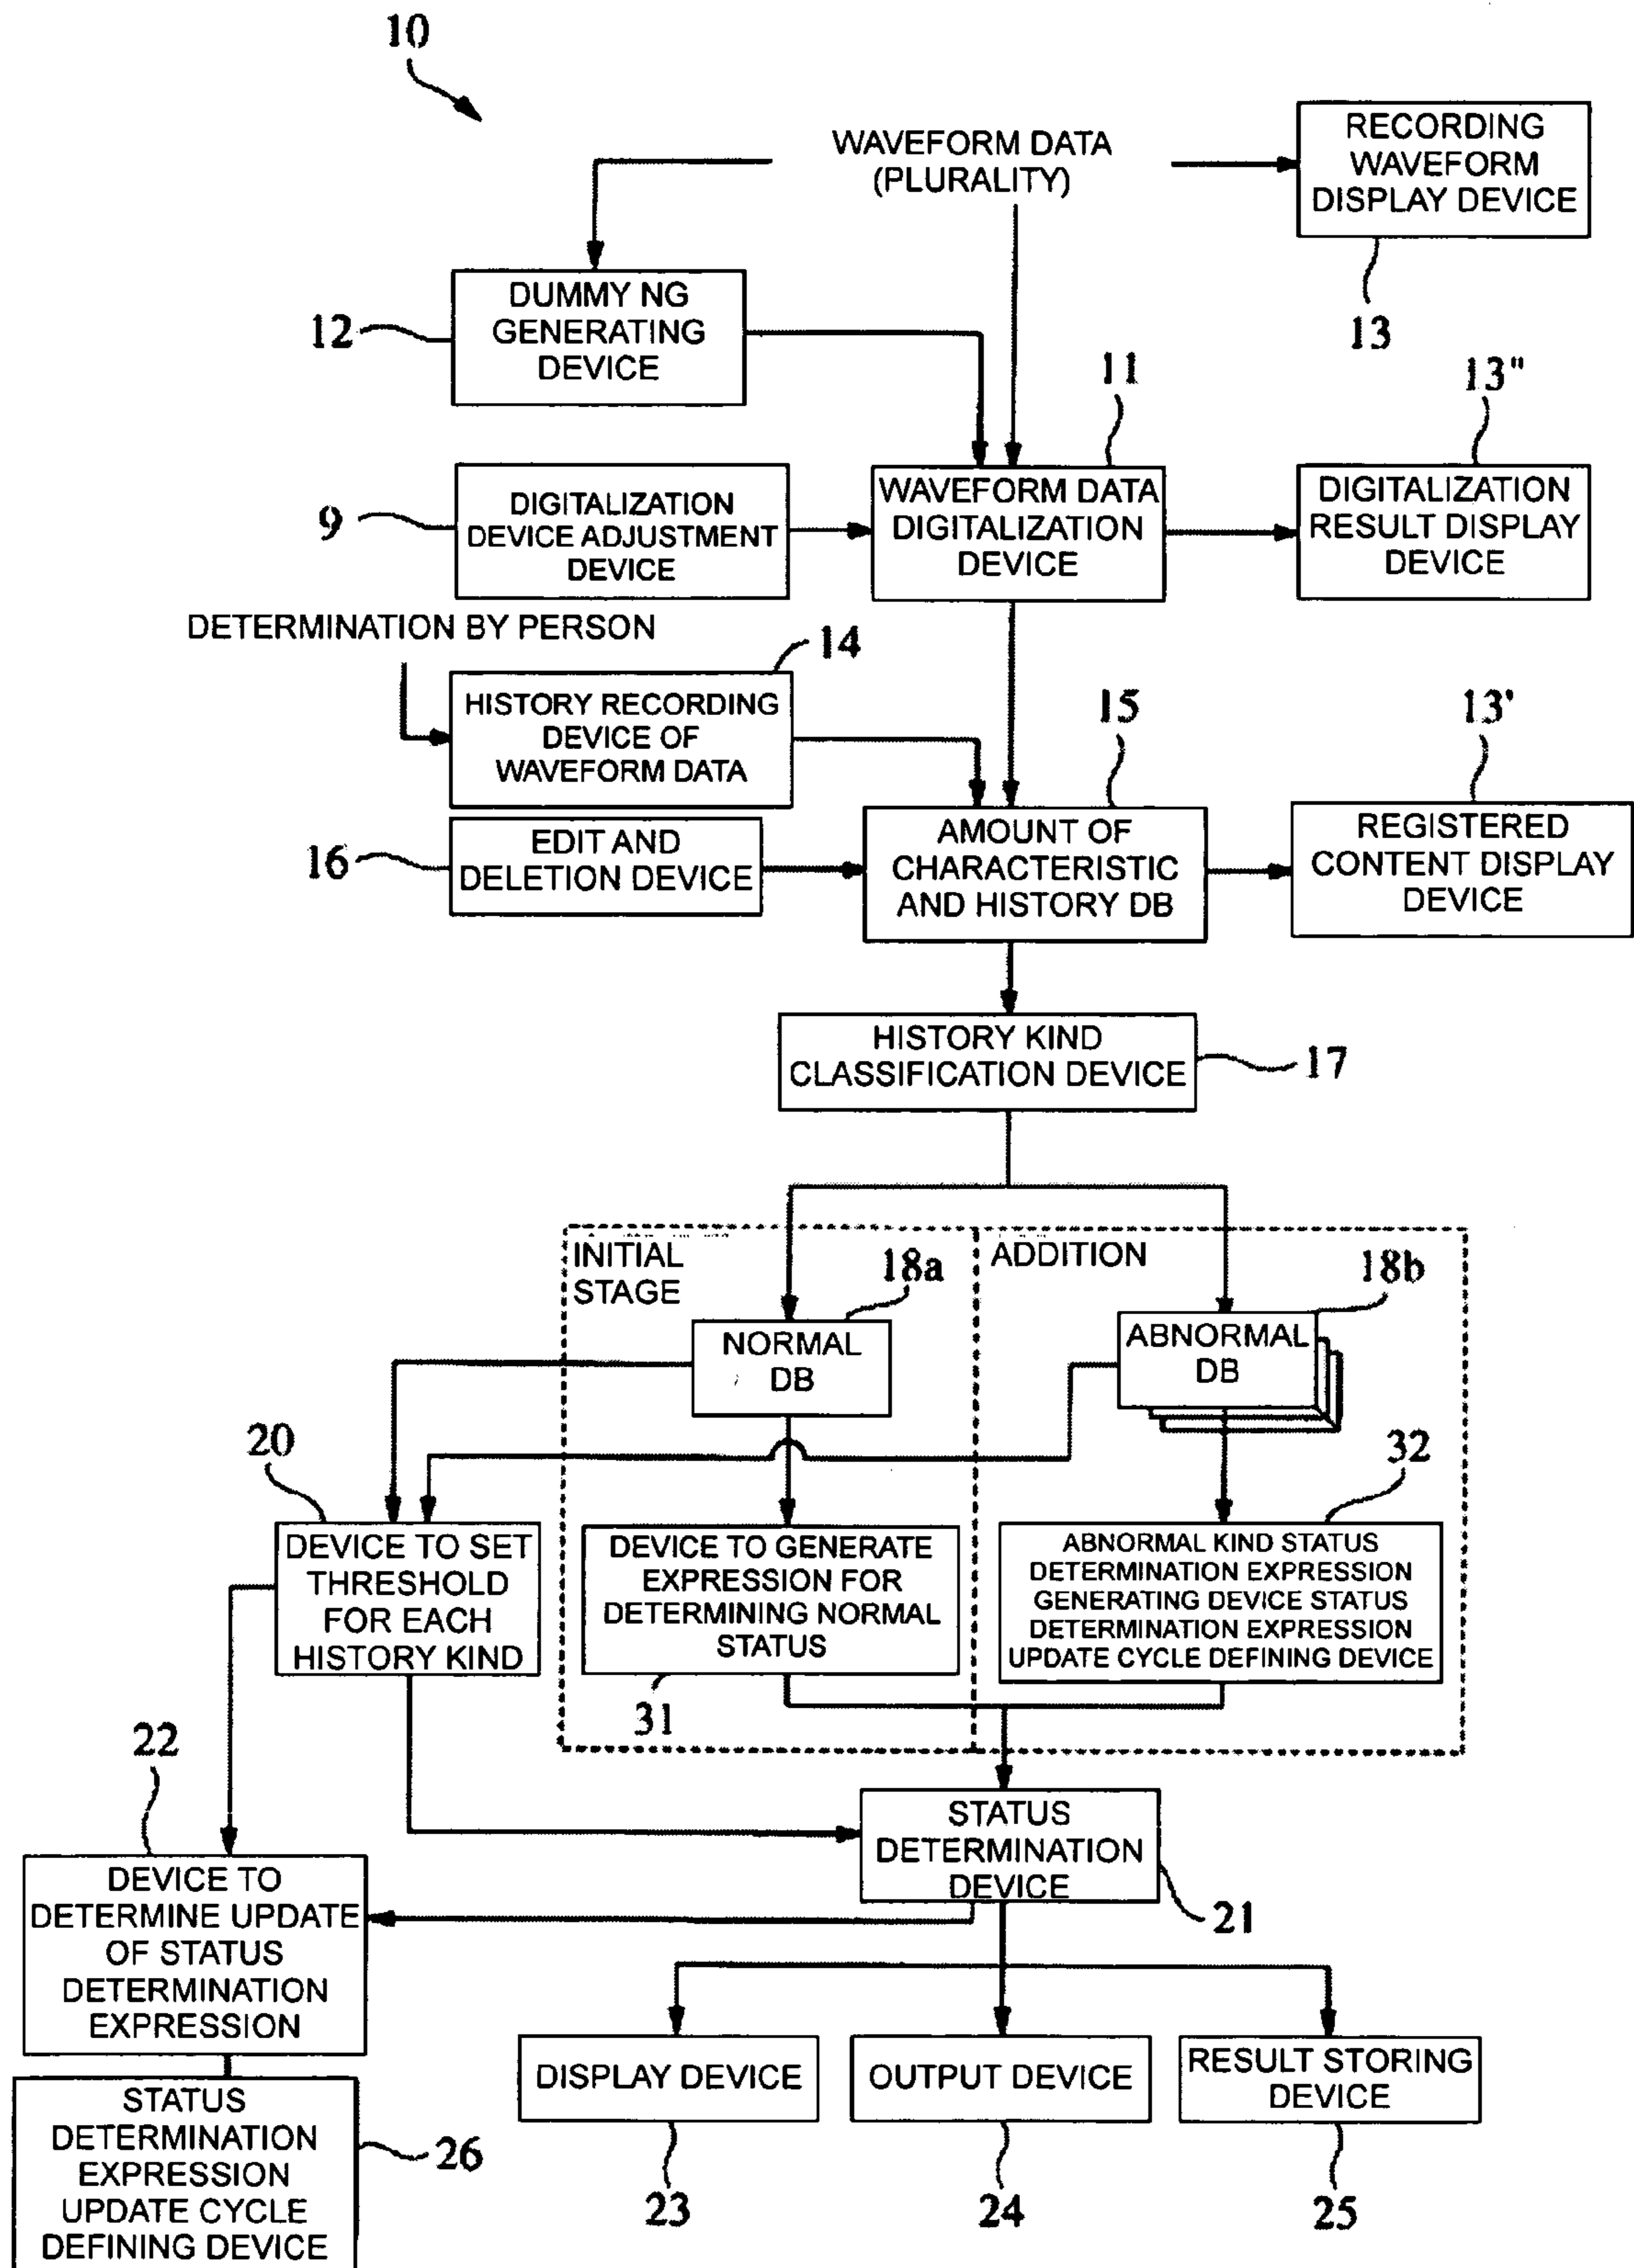 10
WAVEFORM DATA
(PLURALITY)
RECORDING
WAVEFORM
DISPLAY DEVICE
13
DUMMY NG
GENERATING
DEVICE
12
11
13"
DIGITALIZATION
DEVICE ADJUSTMENT
DEVICE
9
WAVEFORM DATA
DIGITALIZATION
DEVICE
DIGITALIZATION
RESULT DISPLAY
DEVICE
DETERMINATION BY PERSON
14
HISTORY RECORDING
DEVICE OF
WAVEFORM DATA
15
13'
16
EDIT AND
DELETION DEVICE
AMOUNT OF
CHARACTERISTIC
AND HISTORY DB
REGISTERED
CONTENT DISPLAY
DEVICE
HISTORY KIND
CLASSIFICATION DEVICE
17
INITIAL
STAGE
18a
ADDITION
18b
NORMAL
DB
ABNORMAL
DB
20
32
DEVICE TO SET
THRESHOLD
FOR EACH
HISTORY KIND
DEVICE TO GENERATE
EXPRESSION FOR
DETERMINING NORMAL
STATUS
31
ABNORMAL KIND STATUS
DETERMINATION EXPRESSION
GENERATING DEVICE STATUS
DETERMINATION EXPRESSION
UPDATE CYCLE DEFINING DEVICE
22
STATUS
DETERMINATION
DEVICE
21
DEVICE TO
DETERMINE UPDATE
OF STATUS
DETERMINATION
EXPRESSION
DISPLAY DEVICE
OUTPUT DEVICE
RESULT STORING
DEVICE
STATUS
DETERMINATION
EXPRESSION
UPDATE CYCLE
DEFINING DEVICE
26
23
24
25